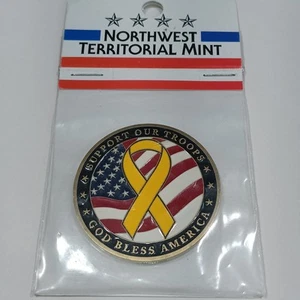 NORTHWEST
TERRITORIAL MINT
SUPPORT OUR TROOPS
GOD BLESS AMERICA